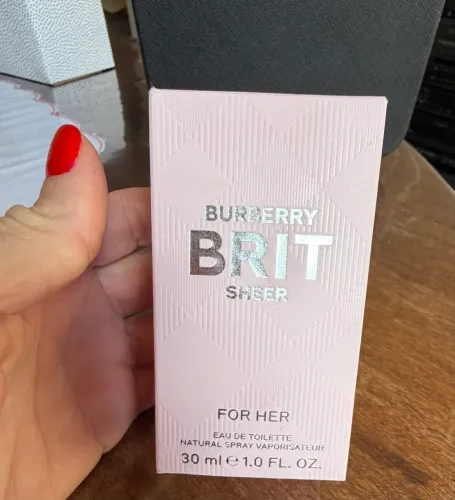 BURBERRY
BRIT
SHEER
FOR HER
EAU DE TOILETTE
NATURAL SPRAY VAPORISATEUR
30 ml ℮ 1.0 FL. OZ.